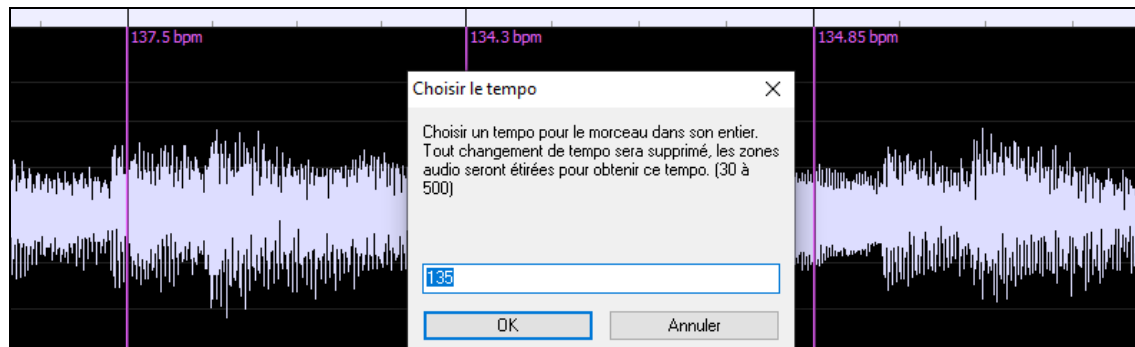 137.5 bpm
134.3 bpm
134.85 bpm
Choisir le tempo
Choisir un tempo pour le morceau dans son entier.
Tout changement de tempo sera supprimé, les zones
audio seront étirées pour obtenir ce tempo. (30 à
500)
135
OK
Annuler